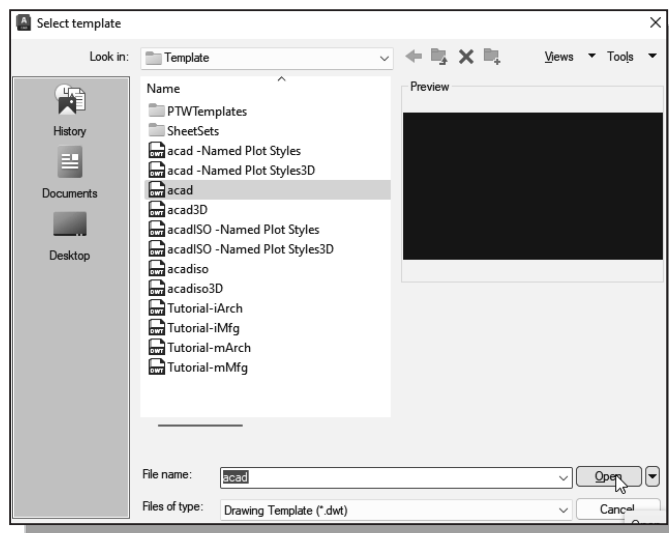 Select template
Look in: Template Views Tools
History
Documents
Desktop
Name
PTWTemplates
SheetSets
acad -Named Plot Styles
acad -Named Plot Styles3D
acad
acad3D
acadISO -Named Plot Styles
acadISO -Named Plot Styles3D
acadiso
acadiso3D
Tutorial-iArch
Tutorial-iMfg
Tutorial-mArch
Tutorial-mMfg
Preview
File name: acad Open
Files of type: Drawing Template (*.dwt) Cancel